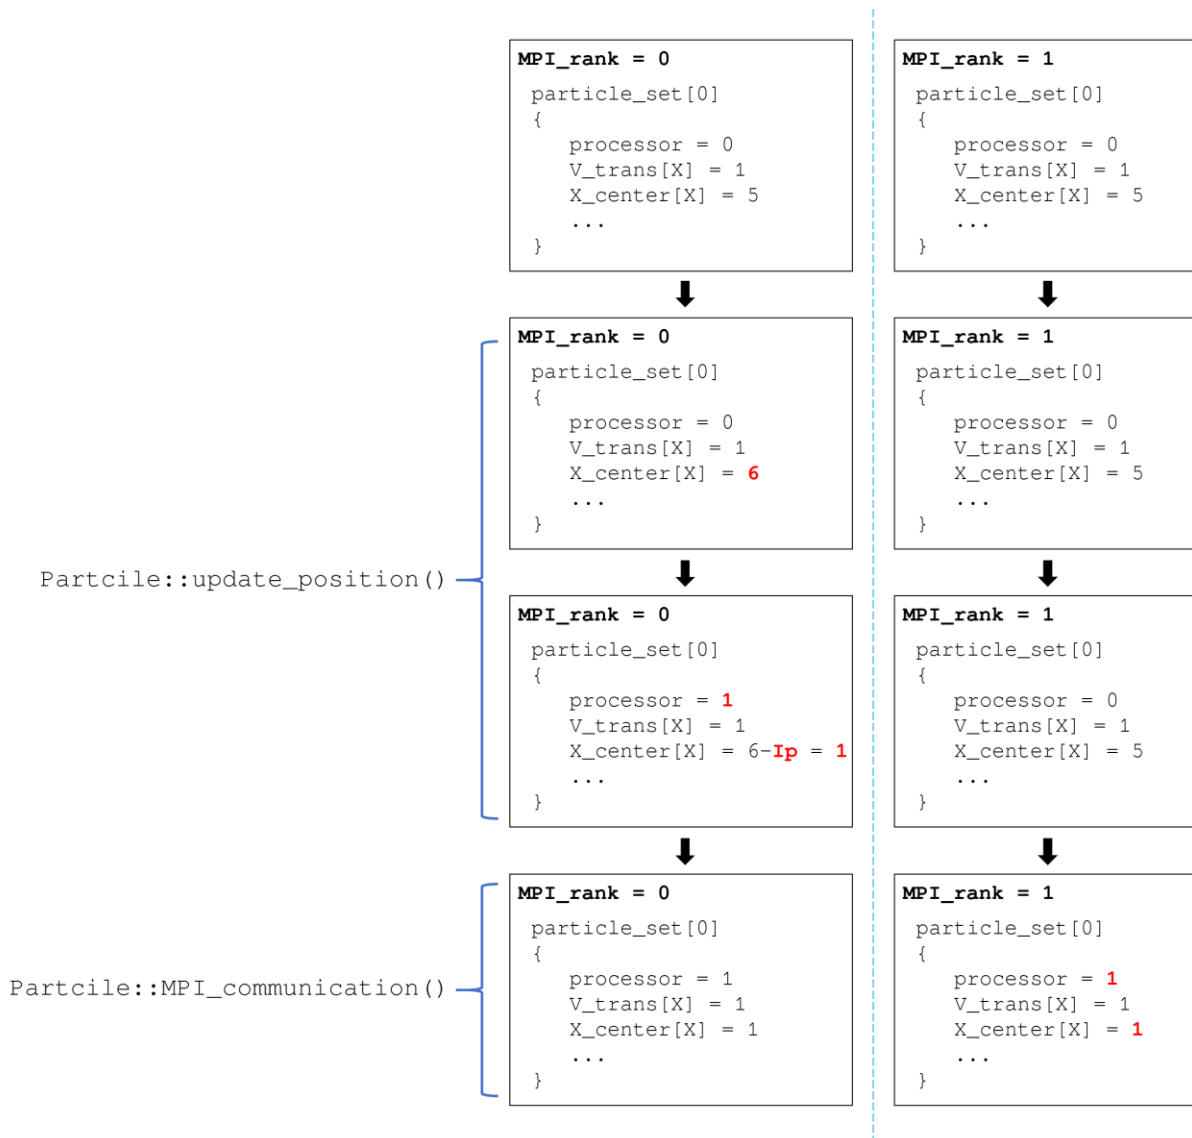 MPI_rank = 0
particle_set[0]
{
processor = 0
V_trans[X] = 1
X_center[X] = 5
...
}
MPI_rank = 1
particle_set[0]
{
processor = 0
V_trans[X] = 1
X_center[X] = 5
...
}
Partcile::update_position()
MPI_rank = 0
particle_set[0]
{
processor = 0
V_trans[X] = 1
X_center[X] = 6
...
}
MPI_rank = 1
particle_set[0]
{
processor = 0
V_trans[X] = 1
X_center[X] = 5
...
}
MPI_rank = 0
particle_set[0]
{
processor = 1
V_trans[X] = 1
X_center[X] = 6-Ip = 1
...
}
MPI_rank = 1
particle_set[0]
{
processor = 0
V_trans[X] = 1
X_center[X] = 5
...
}
Partcile::MPI_communication()
MPI_rank = 0
particle_set[0]
{
processor = 1
V_trans[X] = 1
X_center[X] = 1
...
}
MPI_rank = 1
particle_set[0]
{
processor = 1
V_trans[X] = 1
X_center[X] = 1
...
}